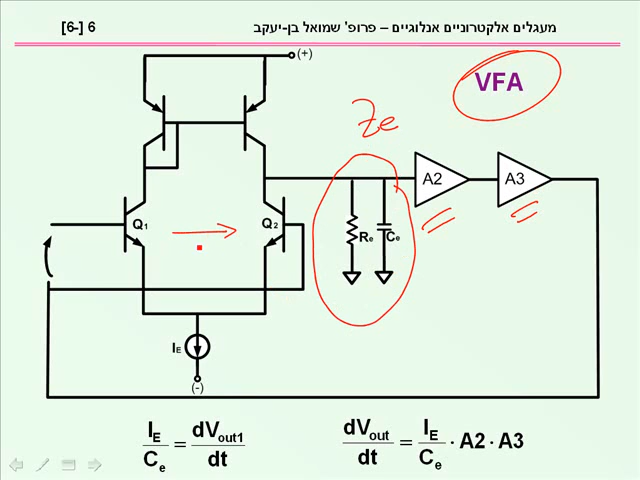 מעגלים אלקטרוניים אנלוגיים – פרופ' שמואל בן-יעקב 6 [-6]
(+)
VFA
Ze
A2 A3
Q1 Q2
Re Ce
IE
(-)
IE/Ce = dVout1/dt
dVout/dt = IE/Ce · A2 · A3